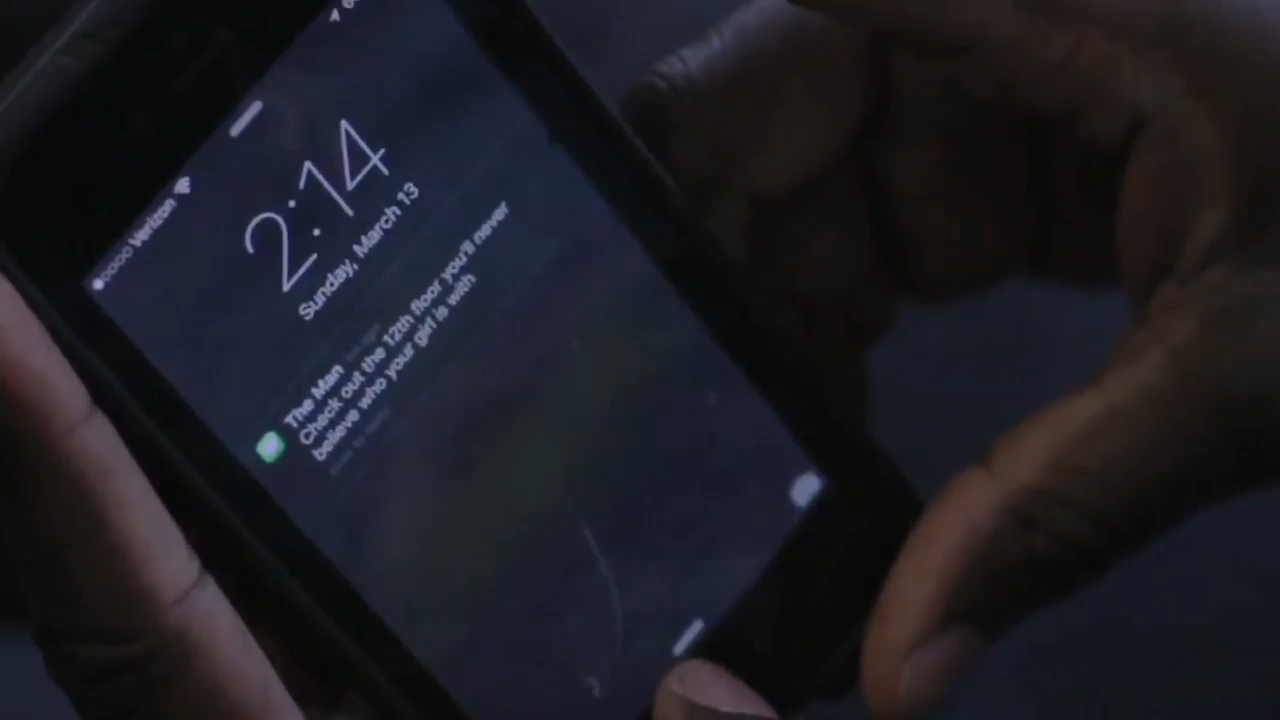 Verizon
2:14
Sunday, March 13
The Man
Check out the 12th floor you'll never
believe who your girl is with